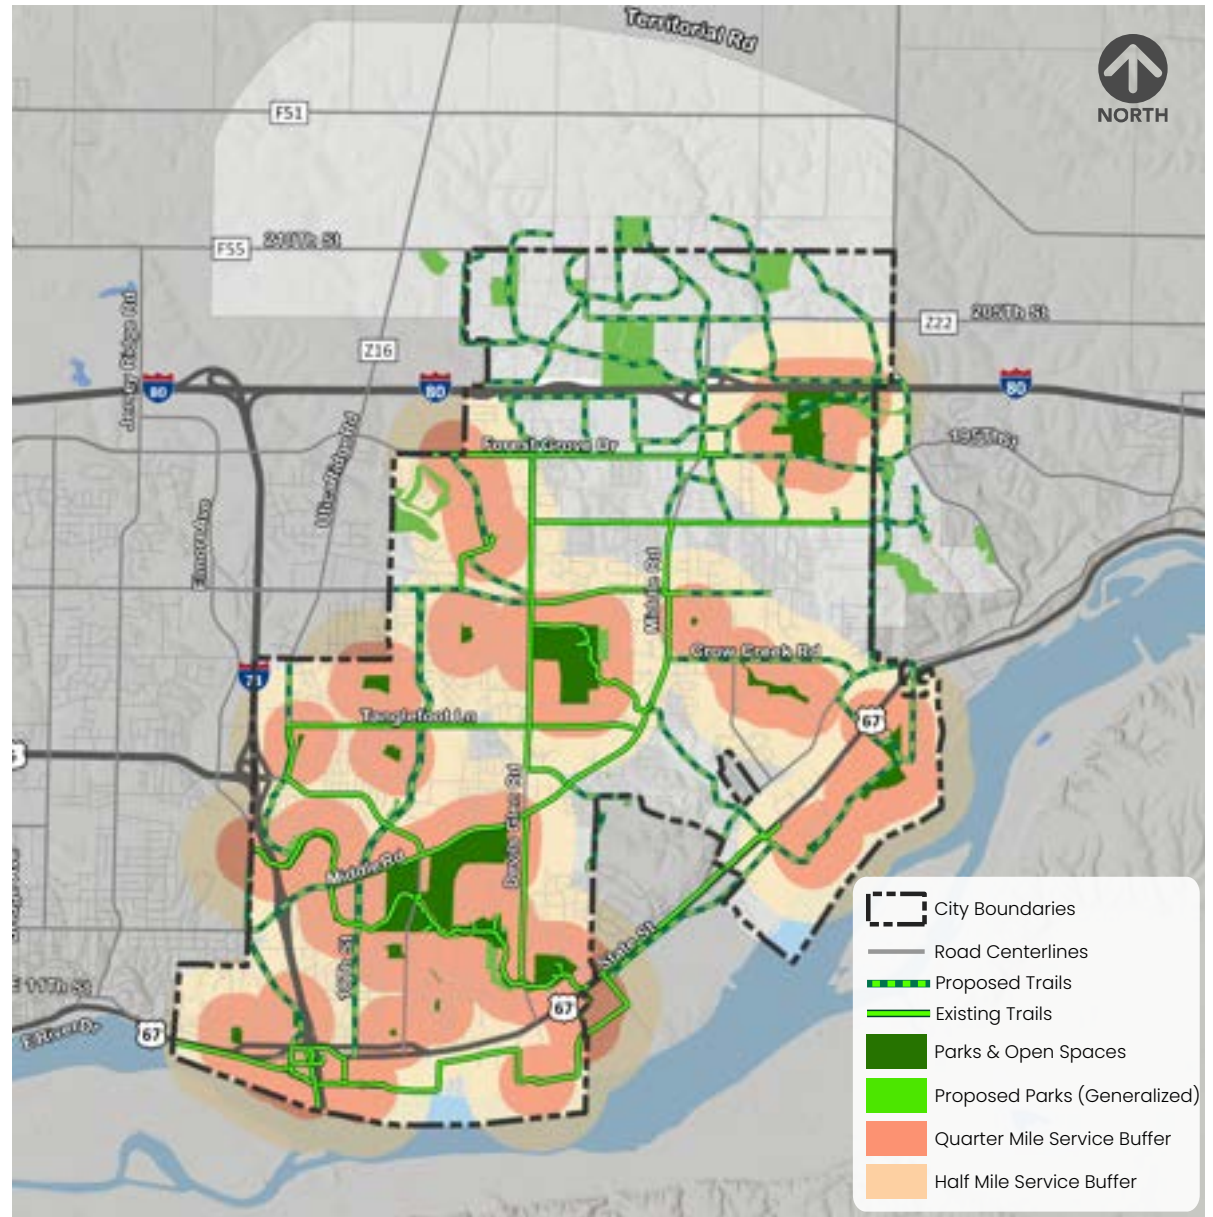 Territorial Rd
NORTH
F51
F55
210Th St
Z22
205Th St
Z16
Jersey Ridge Rd
80
80
80
Utica Ridge Rd
Forest Grove Dr
195Th St
Elmore Ave
Middle Rd
Crow Creek Rd
74
Tanglefoot Ln
67
Devils Glen Rd
Middle Rd
18Th St
State St
E 11Th St
67
67
E River Dr
City Boundaries
Road Centerlines
Proposed Trails
Existing Trails
Parks & Open Spaces
Proposed Parks (Generalized)
Quarter Mile Service Buffer
Half Mile Service Buffer